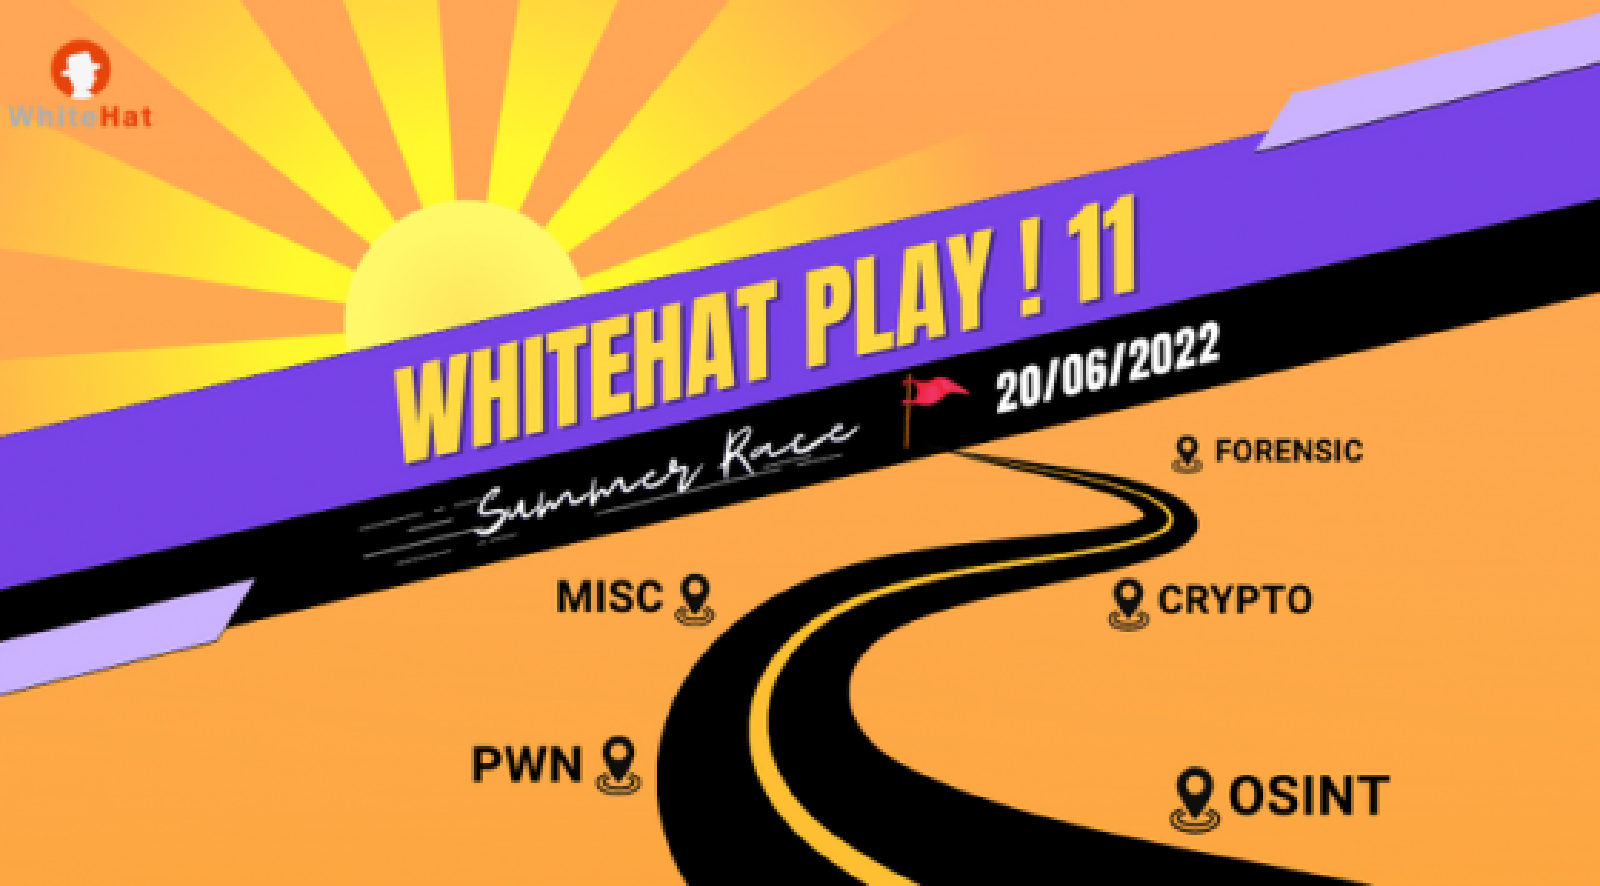 WhiteHat
WHITEHAT PLAY ! 11
Summer Race
20/06/2022
FORENSIC
MISC
CRYPTO
PWN
OSINT